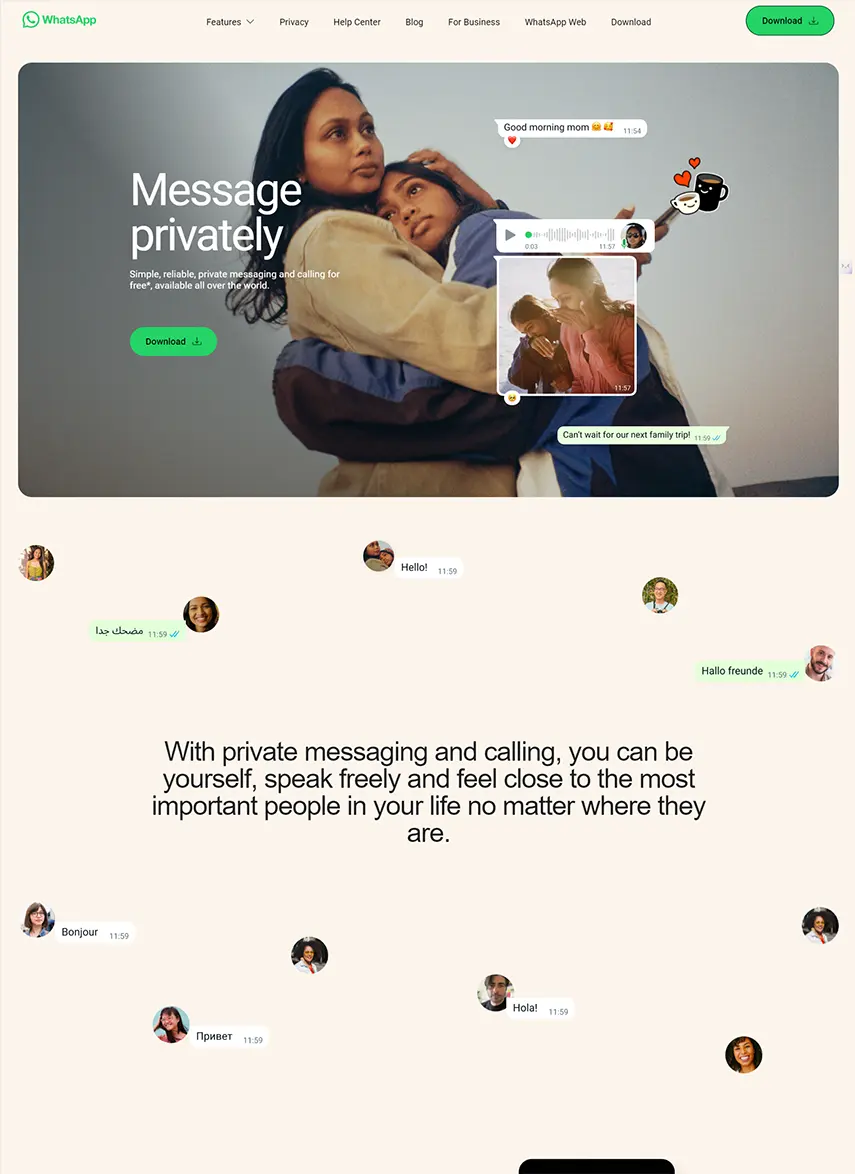 WhatsApp
Features
Privacy
Help Center
Blog
For Business
WhatsApp Web
Download
Download
Message
privately
Simple, reliable, private messaging and calling for
free*, available all over the world.
Download
Good morning mom 🤗 🥰 11:54
0:03 11:57
11:57
Can't wait for our next family trip! 11:59
Hello! 11:59
مضحك جدا 11:59
Hallo freunde 11:59
With private messaging and calling, you can be
yourself, speak freely and feel close to the most
important people in your life no matter where they
are.
Bonjour 11:59
Hola! 11:59
Привет 11:59